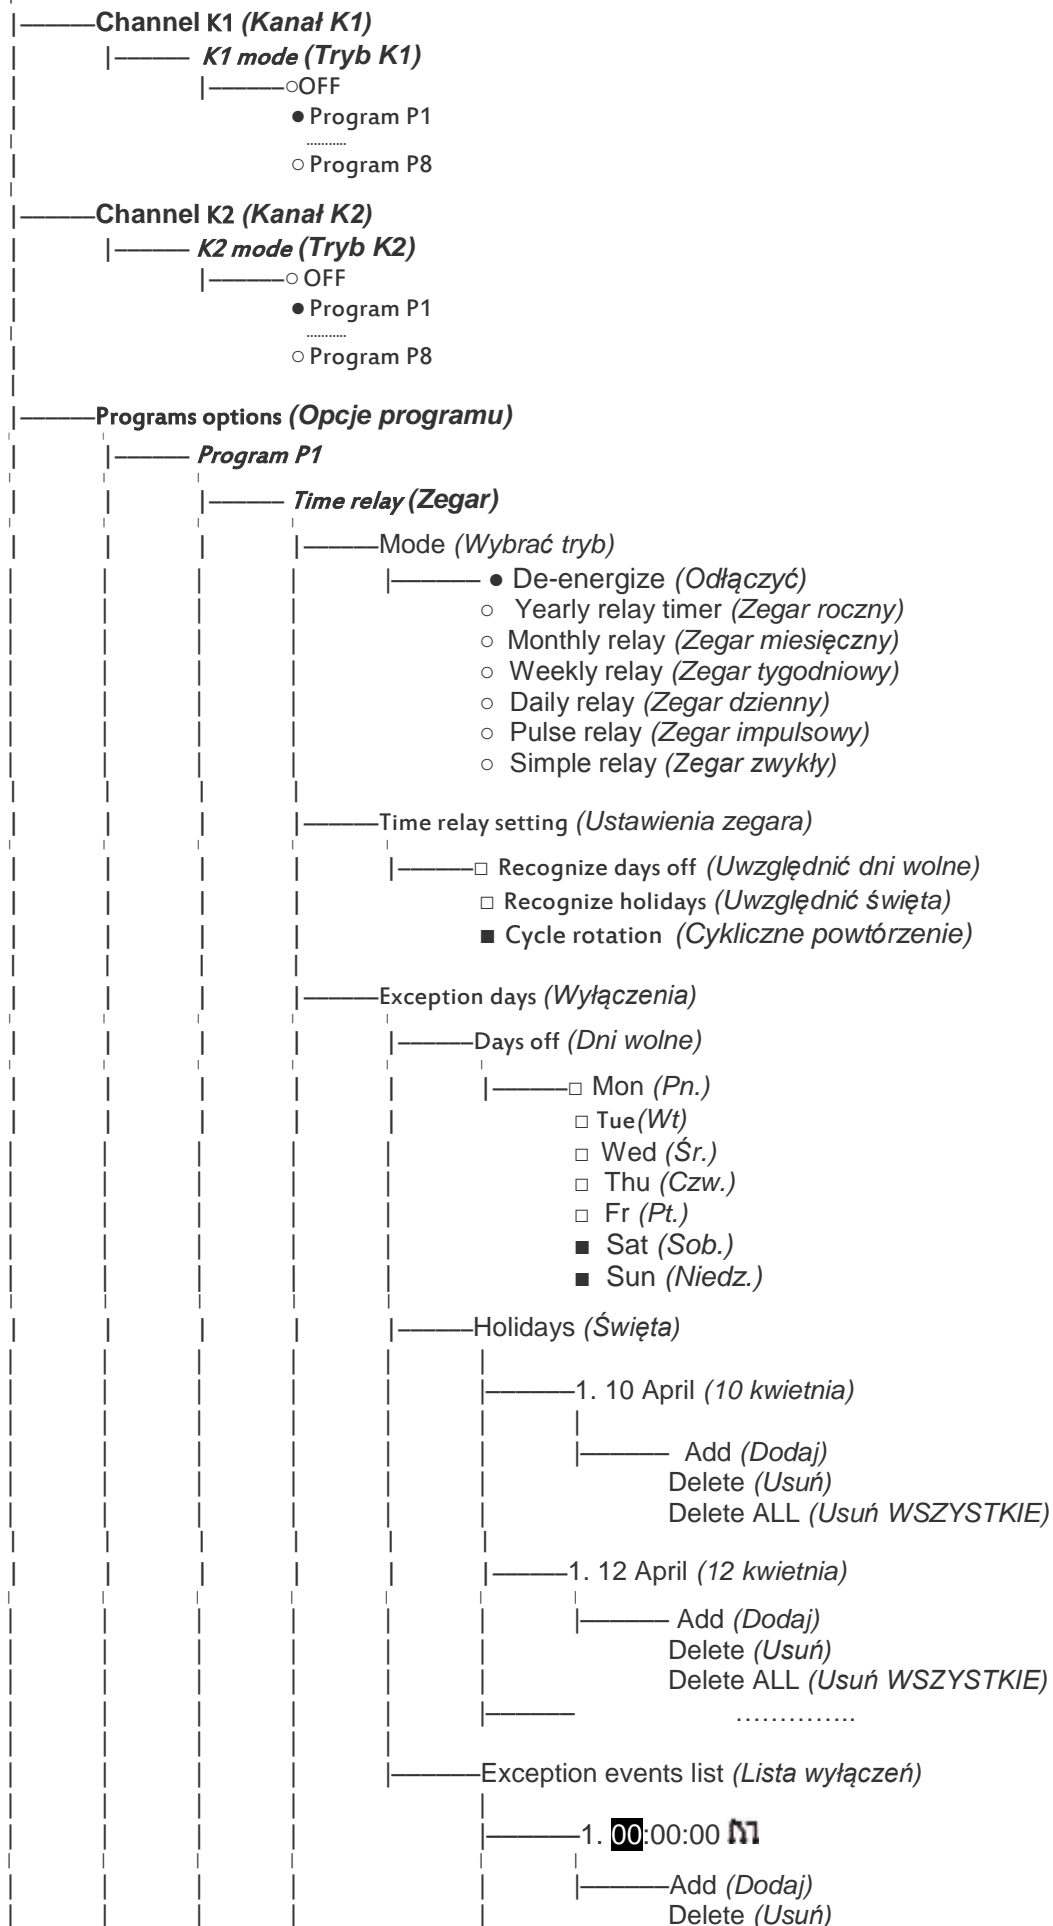 Channel K1 (Kanał K1)
K1 mode (Tryb K1)
○OFF
● Program P1
...........
○ Program P8
Channel K2 (Kanał K2)
K2 mode (Tryb K2)
○ OFF
● Program P1
...........
○ Program P8
Programs options (Opcje programu)
Program P1
Time relay (Zegar)
Mode (Wybrać tryb)
● De-energize (Odłączyć)
○ Yearly relay timer (Zegar roczny)
○ Monthly relay (Zegar miesięczny)
○ Weekly relay (Zegar tygodniowy)
○ Daily relay (Zegar dzienny)
○ Pulse relay (Zegar impulsowy)
○ Simple relay (Zegar zwykły)
Time relay setting (Ustawienia zegara)
□ Recognize days off (Uwzględnić dni wolne)
□ Recognize holidays (Uwzględnić święta)
■ Cycle rotation (Cykliczne powtórzenie)
Exception days (Wyłączenia)
Days off (Dni wolne)
□ Mon (Pn.)
□ Tue(Wt)
□ Wed (Śr.)
□ Thu (Czw.)
□ Fr (Pt.)
■ Sat (Sob.)
■ Sun (Niedz.)
Holidays (Święta)
1. 10 April (10 kwietnia)
Add (Dodaj)
Delete (Usuń)
Delete ALL (Usuń WSZYSTKIE)
1. 12 April (12 kwietnia)
Add (Dodaj)
Delete (Usuń)
Delete ALL (Usuń WSZYSTKIE)
…………..
Exception events list (Lista wyłączeń)
1. 00:00:00
Add (Dodaj)
Delete (Usuń)